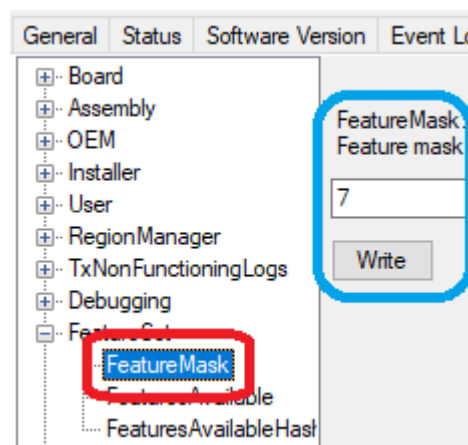 General Status Software Version Event Lo
Board
Assembly
OEM
Installer
User
RegionManager
TxNonFunctioningLogs
Debugging
FeatureSet
FeatureMask
FeaturesAvailable
FeaturesAvailableHash
FeatureMask
Feature mask
7
Write